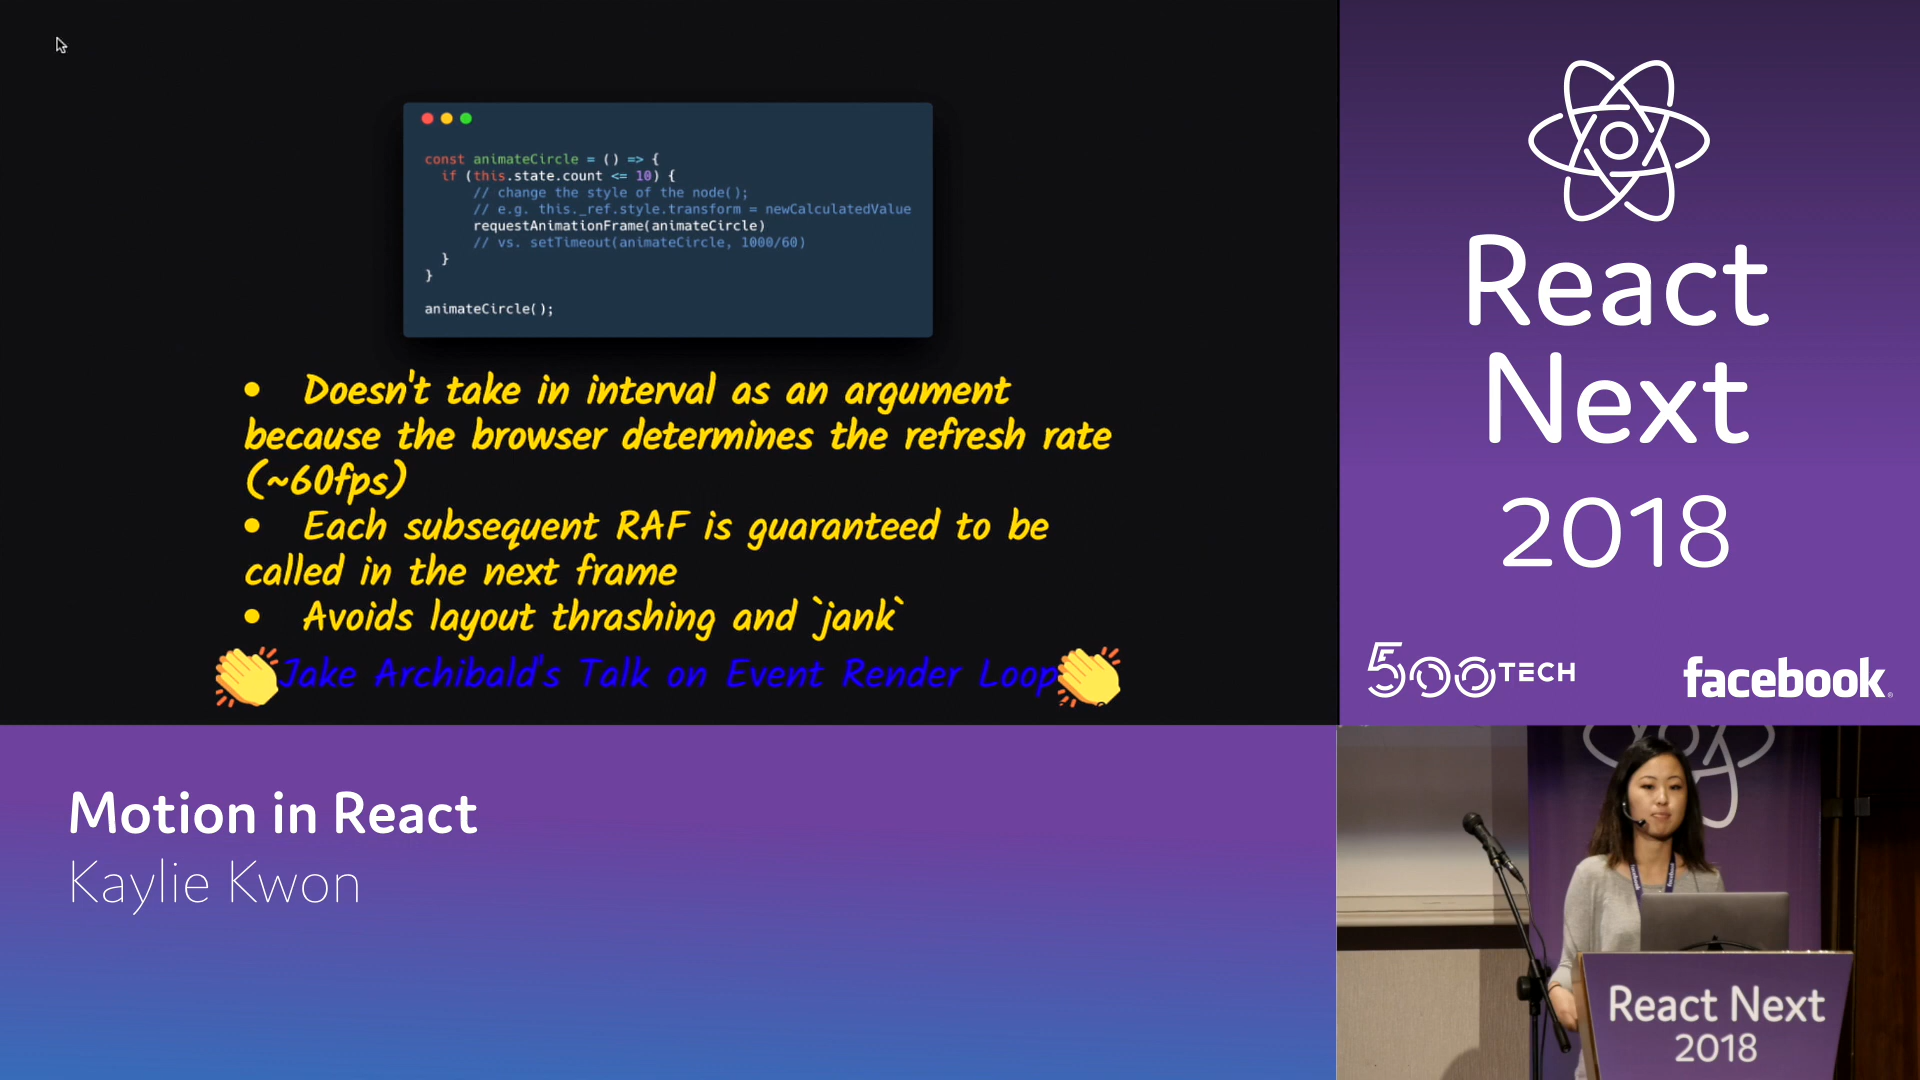 const animateCircle = () => {
if (this.state.count <= 10) {
// change the style of the node();
// e.g. this._ref.style.transform = newCalculatedValue
requestAnimationFrame(animateCircle)
// vs. setTimeout(animateCircle, 1000/60)
}
}
animateCircle();
• Doesn't take in interval as an argument
because the browser determines the refresh rate
(~60fps)
• Each subsequent RAF is guaranteed to be
called in the next frame
• Avoids layout thrashing and `jank`
Jake Archibald's Talk on Event Render Loop
React
Next
2018
500TECH
facebook
Motion in React
Kaylie Kwon
React Next
2018